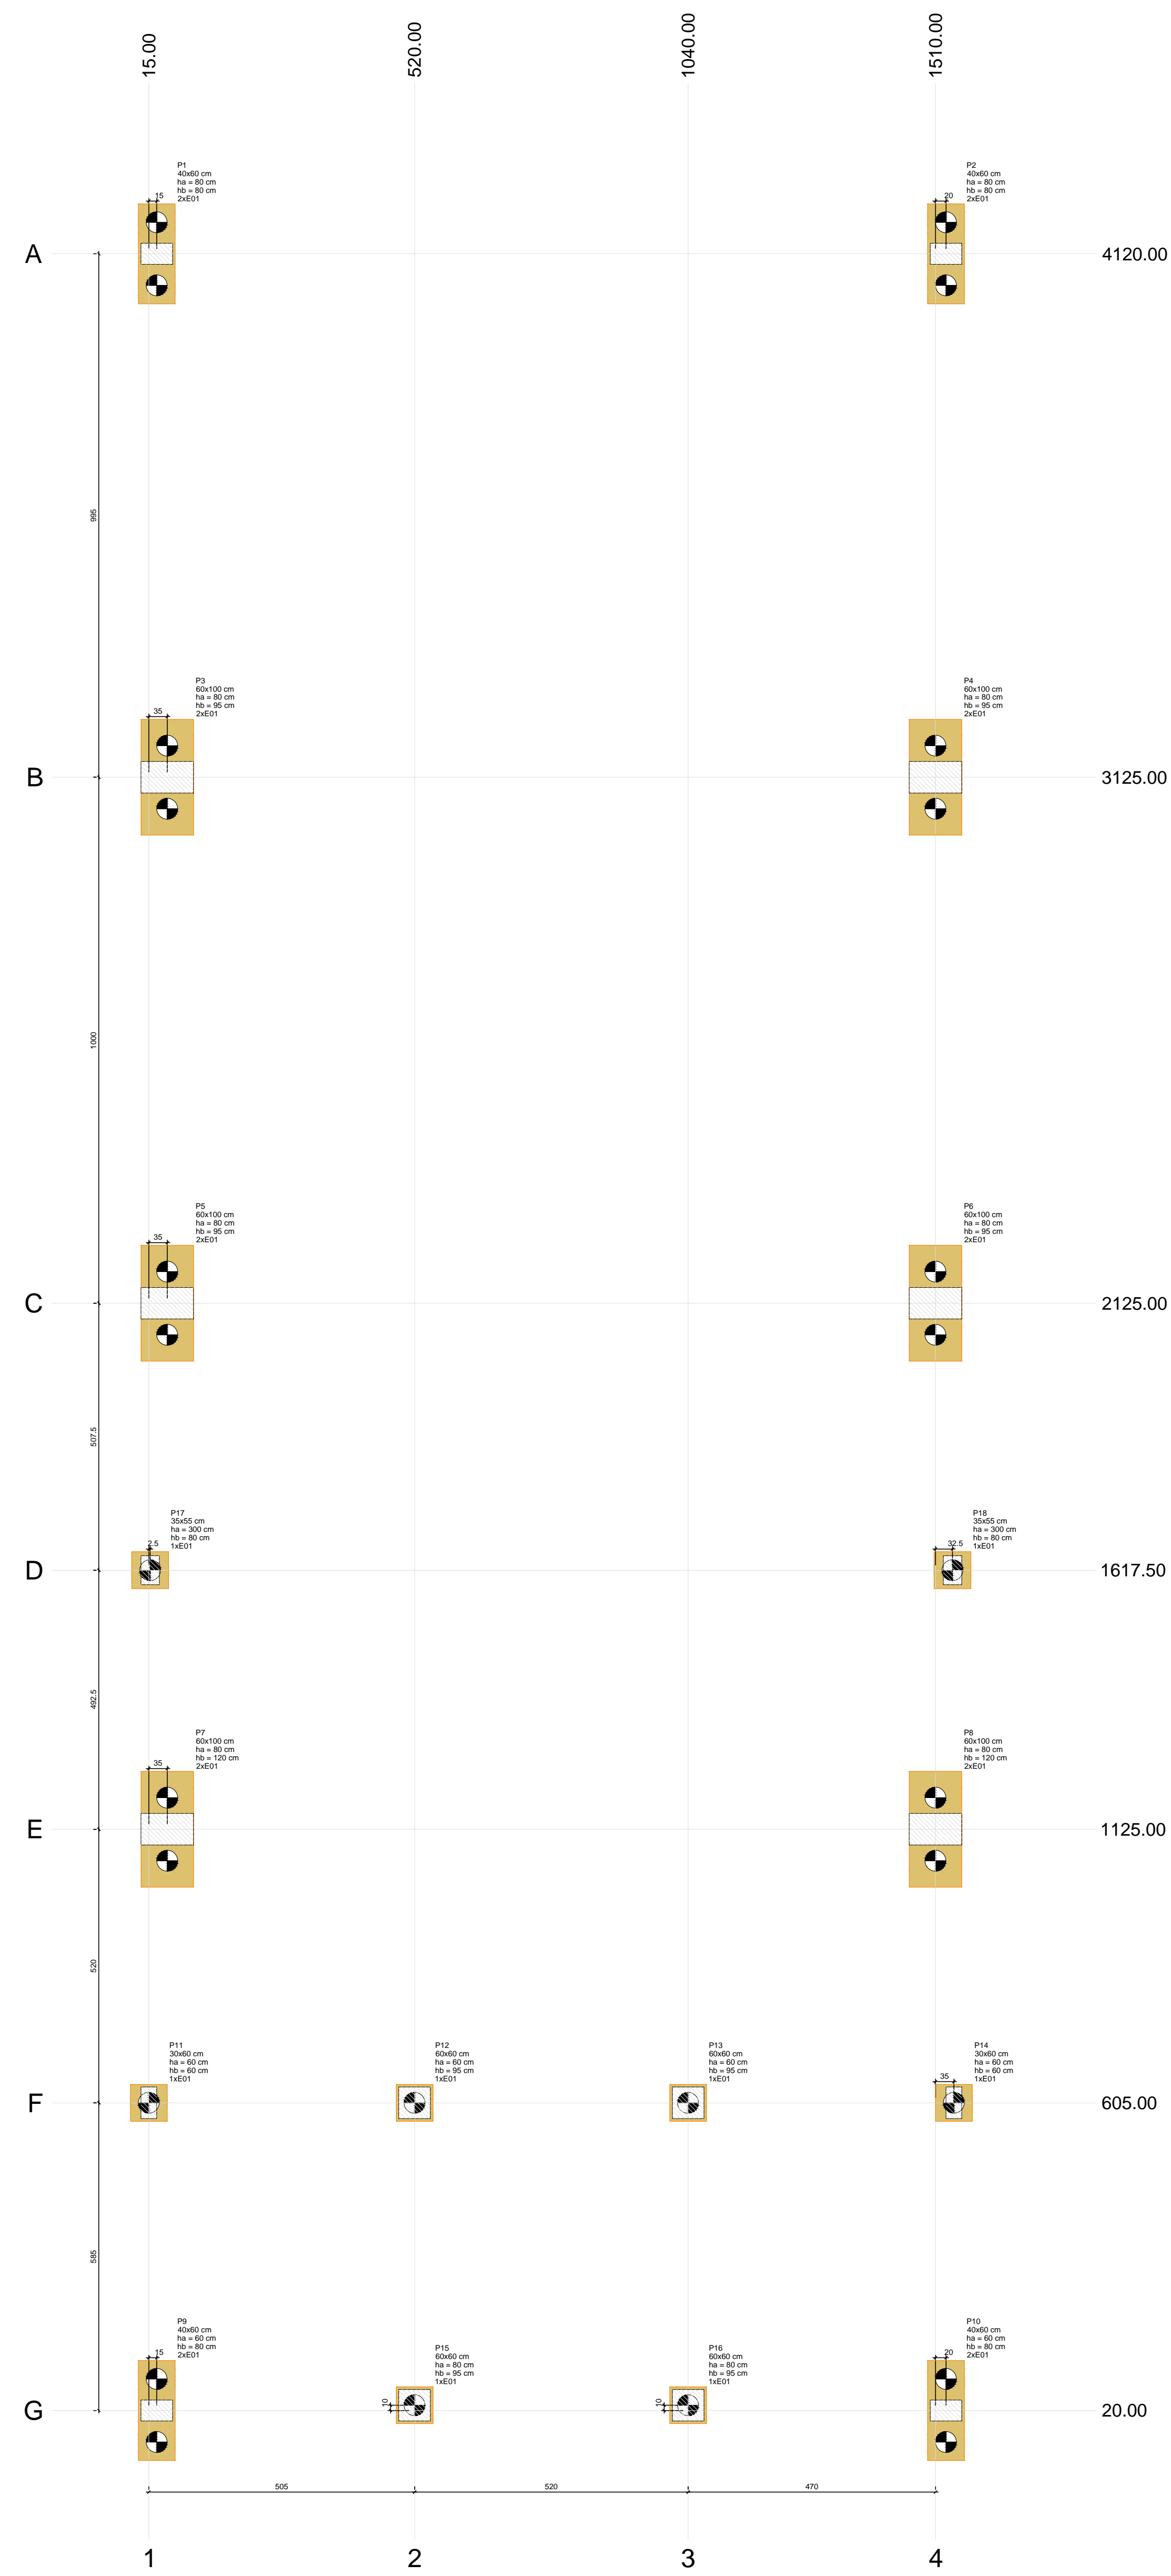 15.00
520.00
1040.00
1510.00
P1
40x60 cm
ha = 80 cm
hb = 80 cm
2xE01
15
P2
40x60 cm
ha = 80 cm
hb = 80 cm
2xE01
20
A
4120.00
995
P3
60x100 cm
ha = 80 cm
hb = 95 cm
2xE01
35
P4
60x100 cm
ha = 80 cm
hb = 95 cm
2xE01
B
3125.00
1000
P5
60x100 cm
ha = 80 cm
hb = 95 cm
2xE01
35
P6
60x100 cm
ha = 80 cm
hb = 95 cm
2xE01
C
2125.00
507.5
P17
35x55 cm
ha = 300 cm
hb = 80 cm
1xE01
2.5
P18
35x55 cm
ha = 300 cm
hb = 80 cm
1xE01
32.5
D
1617.50
492.5
P7
60x100 cm
ha = 80 cm
hb = 120 cm
2xE01
35
P8
60x100 cm
ha = 80 cm
hb = 120 cm
2xE01
E
1125.00
520
P11
30x60 cm
ha = 60 cm
hb = 60 cm
1xE01
P12
60x60 cm
ha = 60 cm
hb = 95 cm
1xE01
P13
60x60 cm
ha = 60 cm
hb = 95 cm
1xE01
P14
30x60 cm
ha = 60 cm
hb = 60 cm
1xE01
35
F
605.00
585
P9
40x60 cm
ha = 60 cm
hb = 80 cm
2xE01
15
P15
60x60 cm
ha = 80 cm
hb = 95 cm
1xE01
10
P16
60x60 cm
ha = 80 cm
hb = 95 cm
1xE01
10
P10
40x60 cm
ha = 60 cm
hb = 80 cm
2xE01
20
G
20.00
505
520
470
1
2
3
4